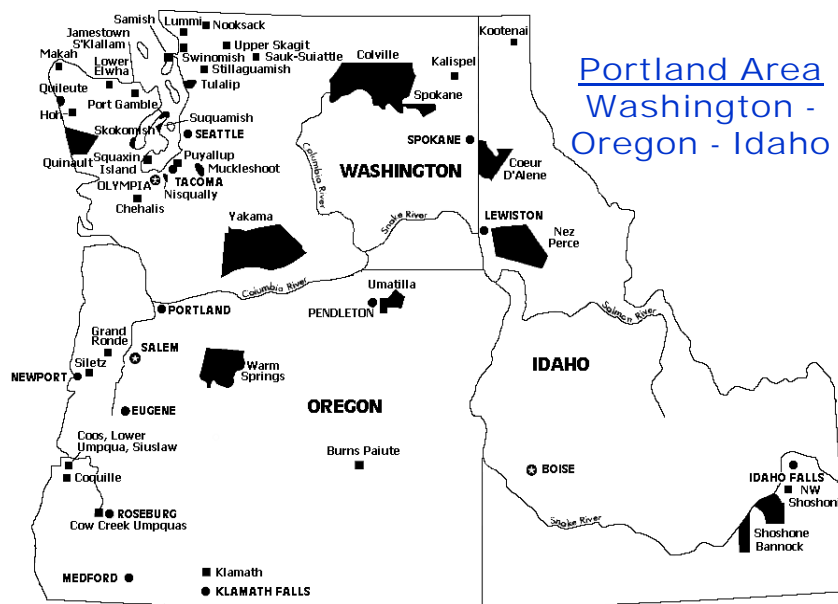 Portland Area
Washington -
Oregon - Idaho
Samish
Lummi
Nooksack
Jamestown
S'Klallam
Upper Skagit
Makah
Lower
Elwha
Swinomish
Sauk-Suiattle
Stillaguamish
Quileute
Port Gamble
Tulalip
Hoh
Suquamish
Skokomish
SEATTLE
Quinault
Squaxin
Island
Puyallup
Muckleshoot
OLYMPIA
TACOMA
Nisqually
Chehalis
Yakama
Colville
Kalispel
Spokane
Kootenai
SPOKANE
WASHINGTON
Columbia River
Coeur
D'Alene
Snake River
LEWISTON
Nez
Perce
Columbia River
Umatilla
PENDLETON
PORTLAND
Grand
Ronde
SALEM
Siletz
NEWPORT
Warm
Springs
EUGENE
OREGON
Salmon River
IDAHO
Coos, Lower
Umpqua, Siuslaw
Coquille
Burns Paiute
BOISE
ROSEBURG
Cow Creek Umpquas
IDAHO FALLS
NW
Shoshoni
Snake River
Shoshone
Bannock
MEDFORD
Klamath
KLAMATH FALLS